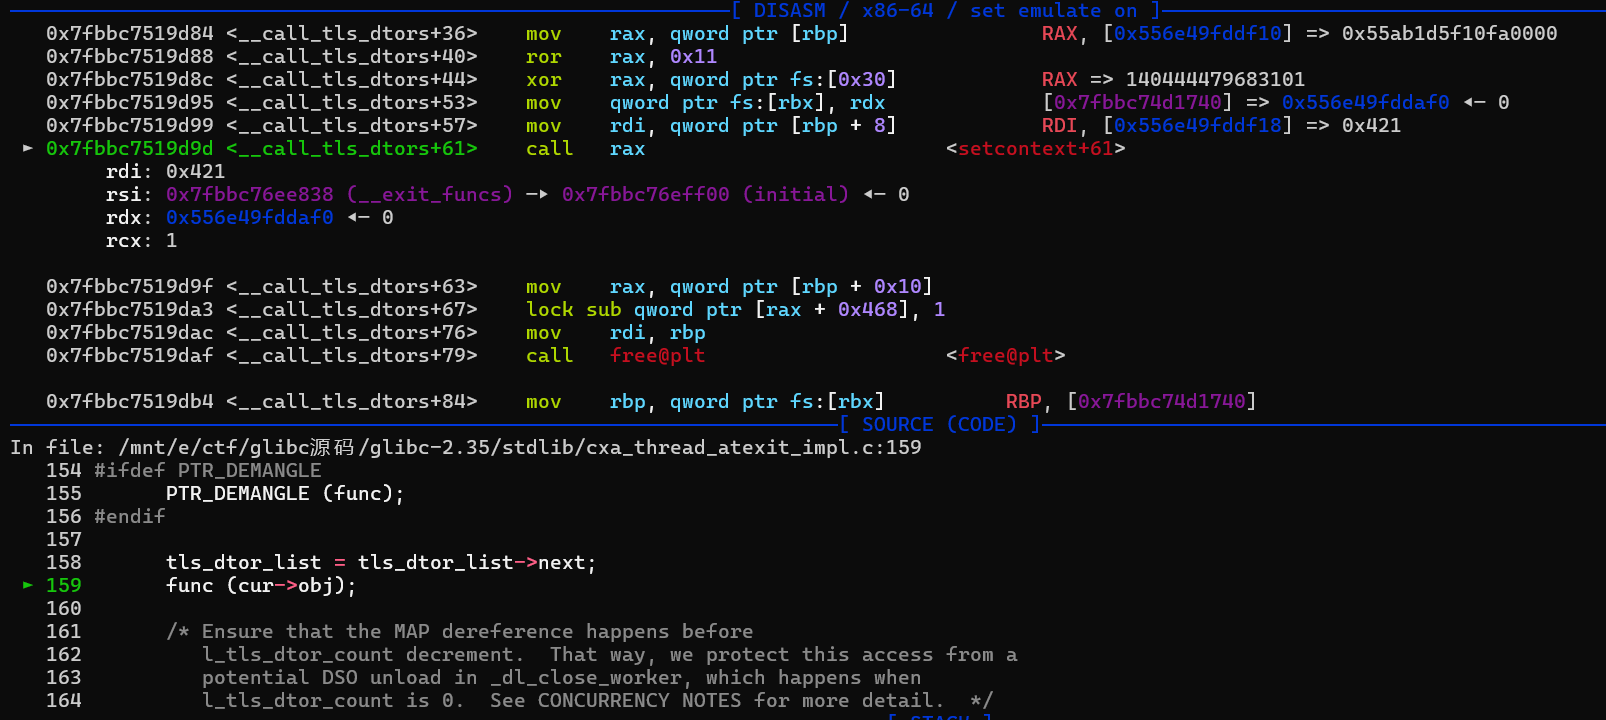 [ DISASM / x86-64 / set emulate on ]
0x7fbbc7519d84 <__call_tls_dtors+36>    mov    rax, qword ptr [rbp]    RAX, [0x556e49fddf10] => 0x55ab1d5f10fa0000
0x7fbbc7519d88 <__call_tls_dtors+40>    ror    rax, 0x11
0x7fbbc7519d8c <__call_tls_dtors+44>    xor    rax, qword ptr fs:[0x30]    RAX => 140444479683101
0x7fbbc7519d95 <__call_tls_dtors+53>    mov    qword ptr fs:[rbx], rdx    [0x7fbbc74d1740] => 0x556e49fddaf0 ◂— 0
0x7fbbc7519d99 <__call_tls_dtors+57>    mov    rdi, qword ptr [rbp + 8]    RDI, [0x556e49fddf18] => 0x421
► 0x7fbbc7519d9d <__call_tls_dtors+61>    call   rax    <setcontext+61>
rdi: 0x421
rsi: 0x7fbbc76ee838 (__exit_funcs) —▸ 0x7fbbc76eff00 (initial) ◂— 0
rdx: 0x556e49fddaf0 ◂— 0
rcx: 1
0x7fbbc7519d9f <__call_tls_dtors+63>    mov    rax, qword ptr [rbp + 0x10]
0x7fbbc7519da3 <__call_tls_dtors+67>    lock sub qword ptr [rax + 0x468], 1
0x7fbbc7519dac <__call_tls_dtors+76>    mov    rdi, rbp
0x7fbbc7519daf <__call_tls_dtors+79>    call   free@plt    <free@plt>
0x7fbbc7519db4 <__call_tls_dtors+84>    mov    rbp, qword ptr fs:[rbx]    RBP, [0x7fbbc74d1740]
[ SOURCE (CODE) ]
In file: /mnt/e/ctf/glibc源码/glibc-2.35/stdlib/cxa_thread_atexit_impl.c:159
154 #ifdef PTR_DEMANGLE
155       PTR_DEMANGLE (func);
156 #endif
157
158       tls_dtor_list = tls_dtor_list->next;
► 159       func (cur->obj);
160
161       /* Ensure that the MAP dereference happens before
162          l_tls_dtor_count decrement.  That way, we protect this access from a
163          potential DSO unload in _dl_close_worker, which happens when
164          l_tls_dtor_count is 0.  See CONCURRENCY NOTES for more detail.  */
[ STACK ]